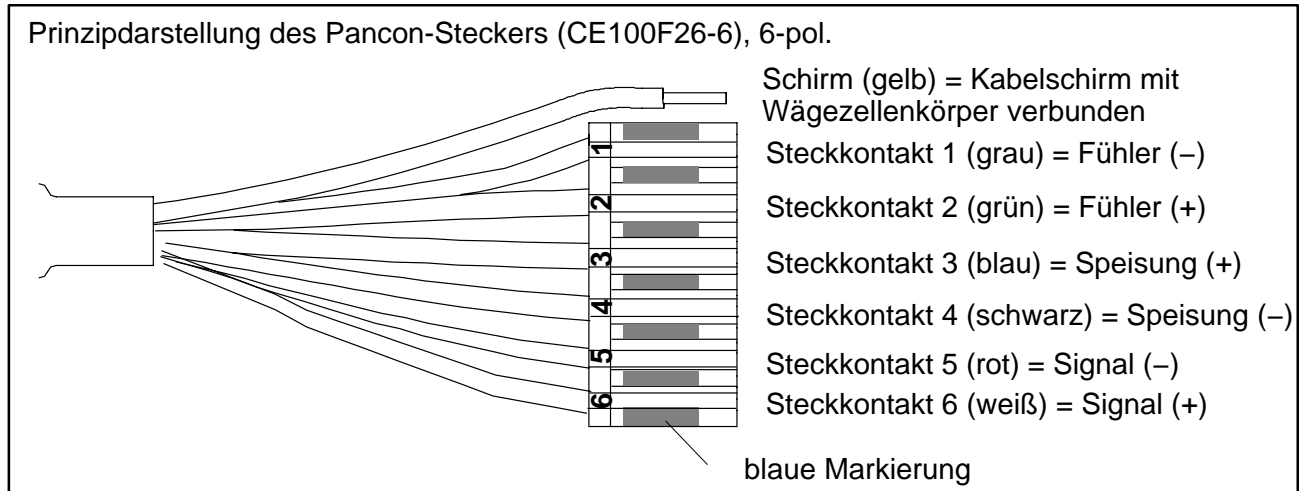 Prinzipdarstellung des Pancon-Steckers (CE100F26-6), 6-pol.
Schirm (gelb) = Kabelschirm mit
Wägezellenkörper verbunden
1
Steckkontakt 1 (grau) = Fühler (−)
2
Steckkontakt 2 (grün) = Fühler (+)
3
Steckkontakt 3 (blau) = Speisung (+)
4
Steckkontakt 4 (schwarz) = Speisung (−)
5
Steckkontakt 5 (rot) = Signal (−)
6
Steckkontakt 6 (weiß) = Signal (+)
blaue Markierung